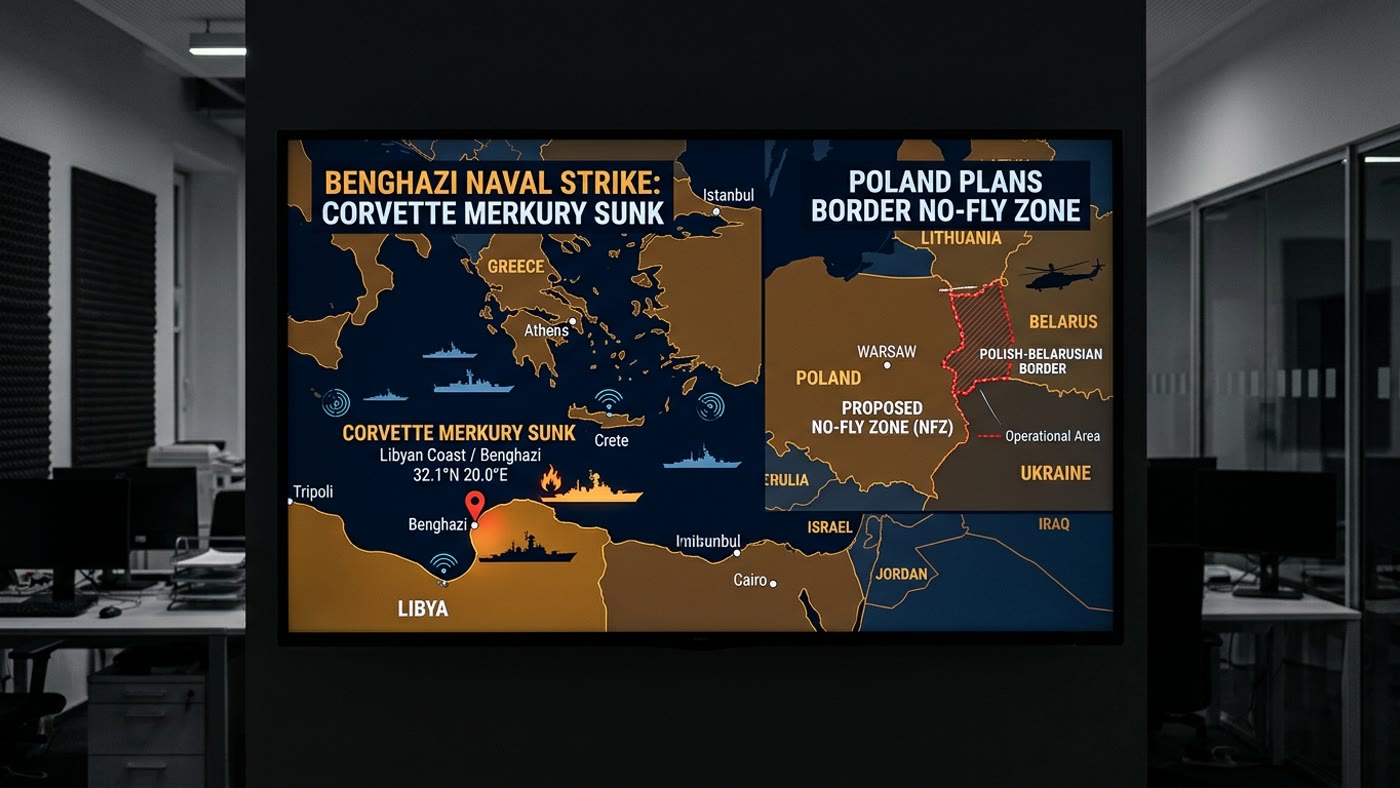 BENGHAZI NAVAL STRIKE:
CORVETTE MERKURY SUNK
Istanbul
GREECE
Athens
Crete
CORVETTE MERKURY SUNK
Libyan Coast / Benghazi
32.1°N 20.0°E
Tripoli
Benghazi
LIBYA
Imitsunbul
Cairo
ISRAEL
JORDAN
IRAQ
POLAND PLANS
BORDER NO-FLY ZONE
LITHUANIA
BELARUS
POLISH-BELARUSIAN
BORDER
WARSAW
POLAND
PROPOSED
NO-FLY ZONE (NFZ)
Operational Area
ERULIA
UKRAINE